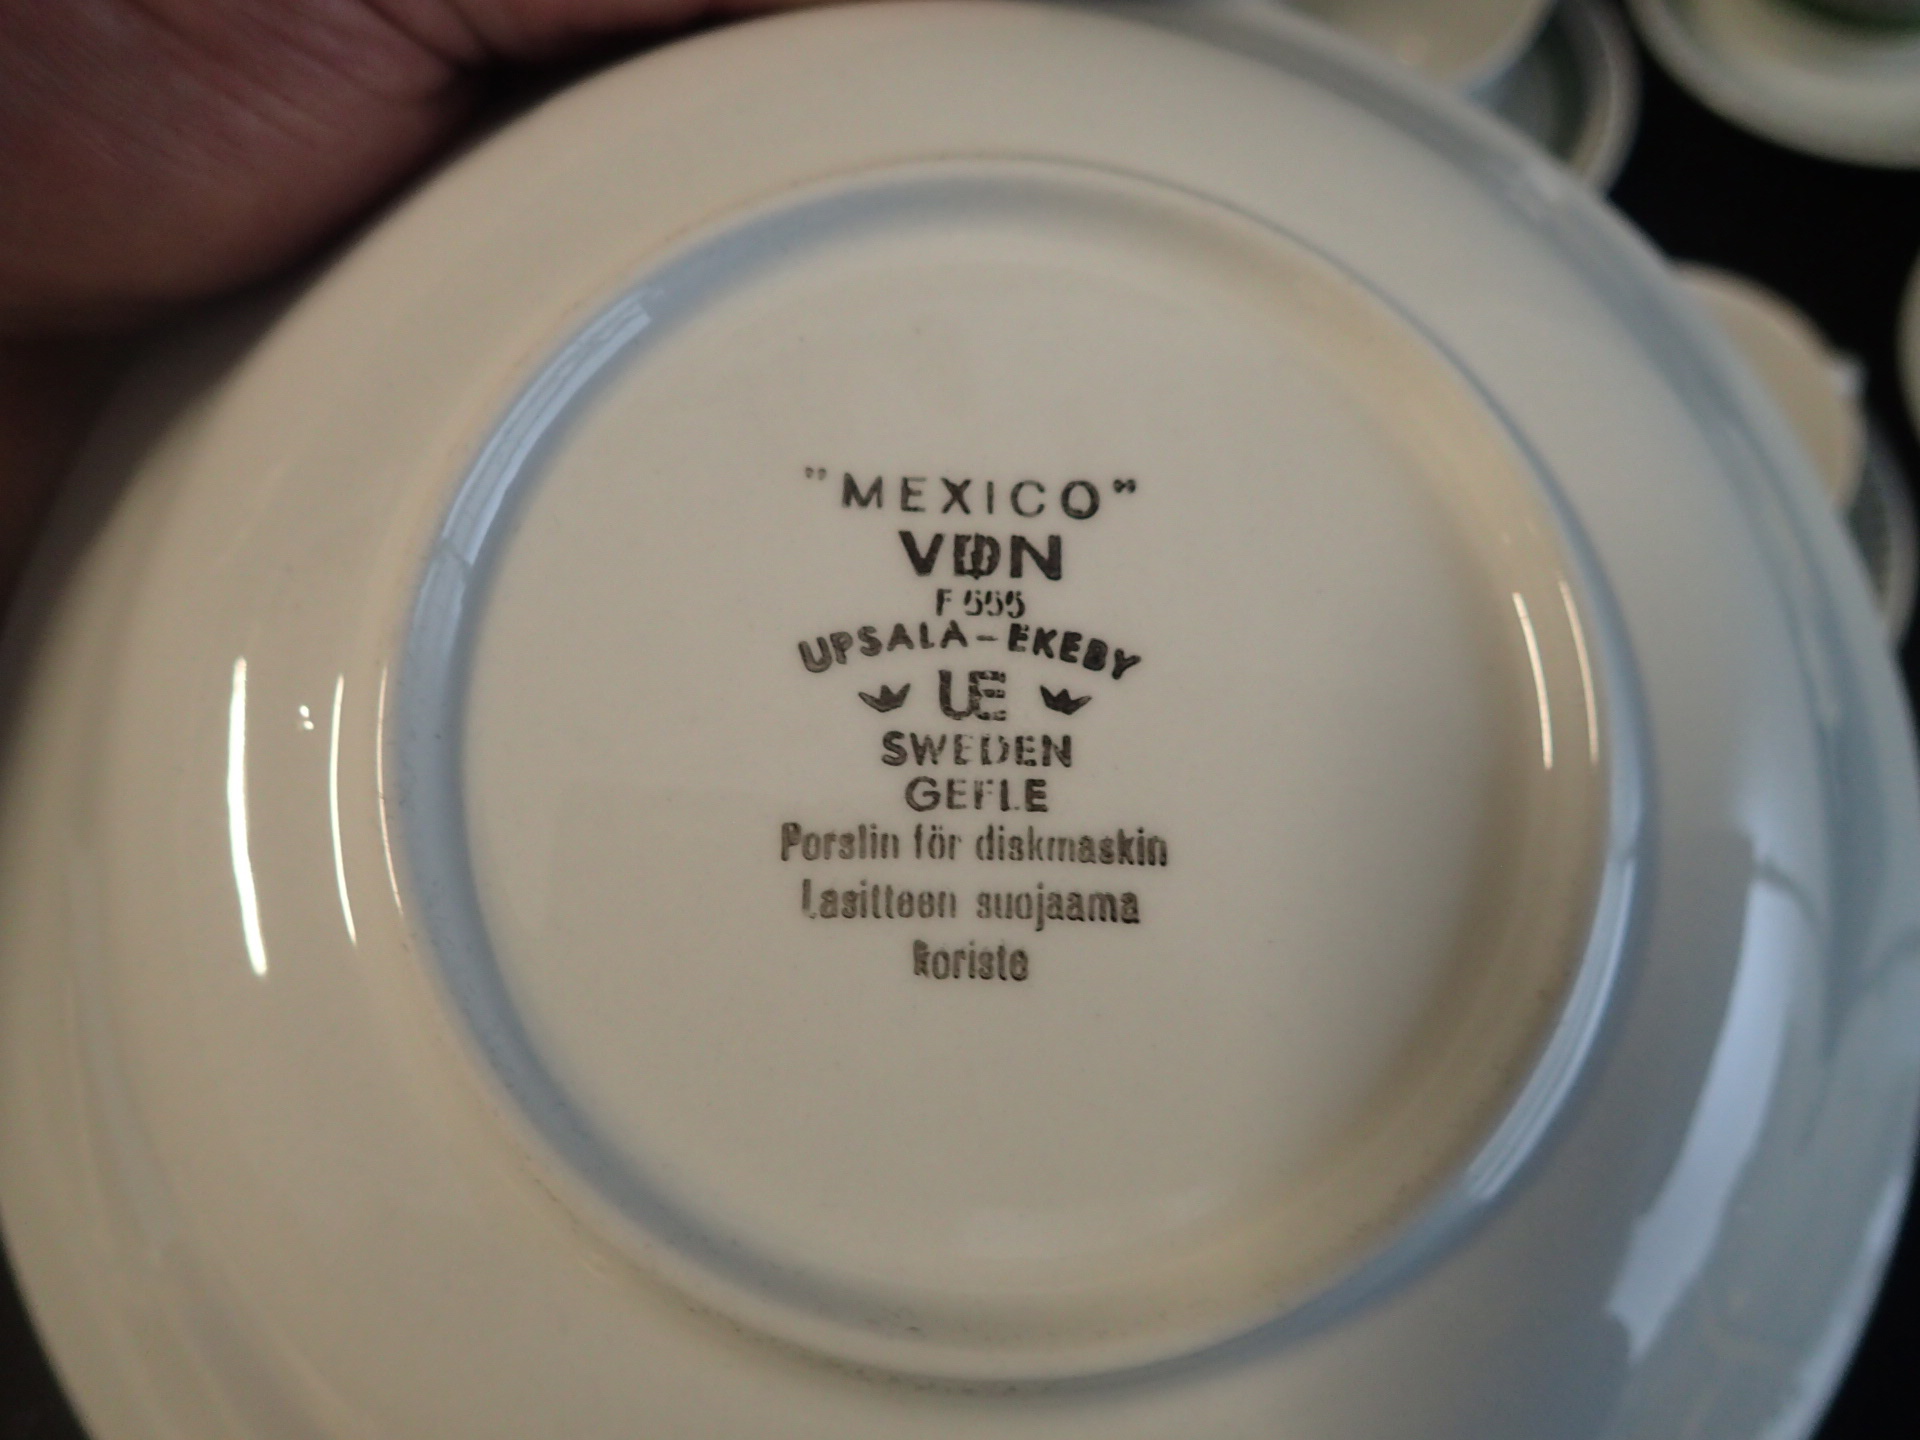 "MEXICO"
VDN
F 555
UPSALA-EKEBY
UE
SWEDEN
GEFLE
Porslin för diskmaskin
Lasitteen suojaama
koriste